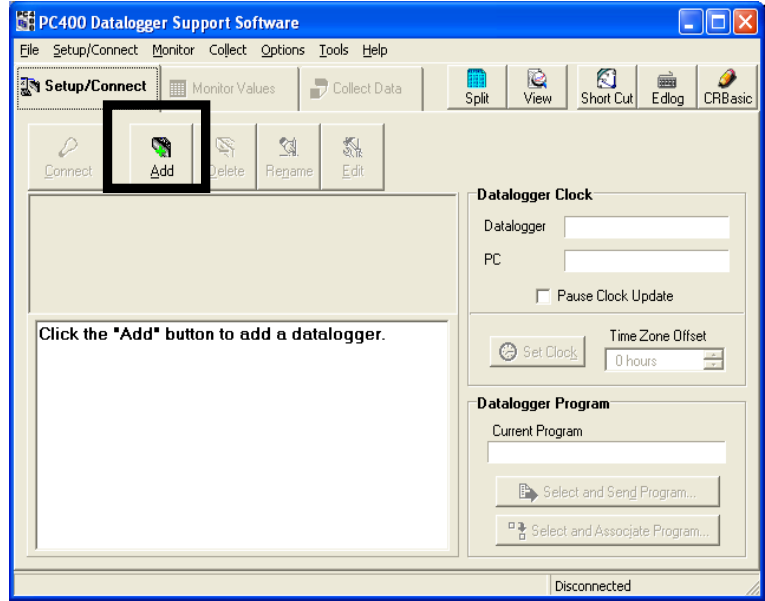 PC400 Datalogger Support Software
File Setup/Connect Monitor Collect Options Tools Help
Setup/Connect Monitor Values Collect Data Split View Short Cut Edlog CRBasic
Connect Add Delete Rename Edit
Datalogger Clock
Datalogger
PC
Pause Clock Update
Click the "Add" button to add a datalogger.
Time Zone Offset
Set Clock 0 hours
Datalogger Program
Current Program
Select and Send Program...
Select and Associate Program...
Disconnected